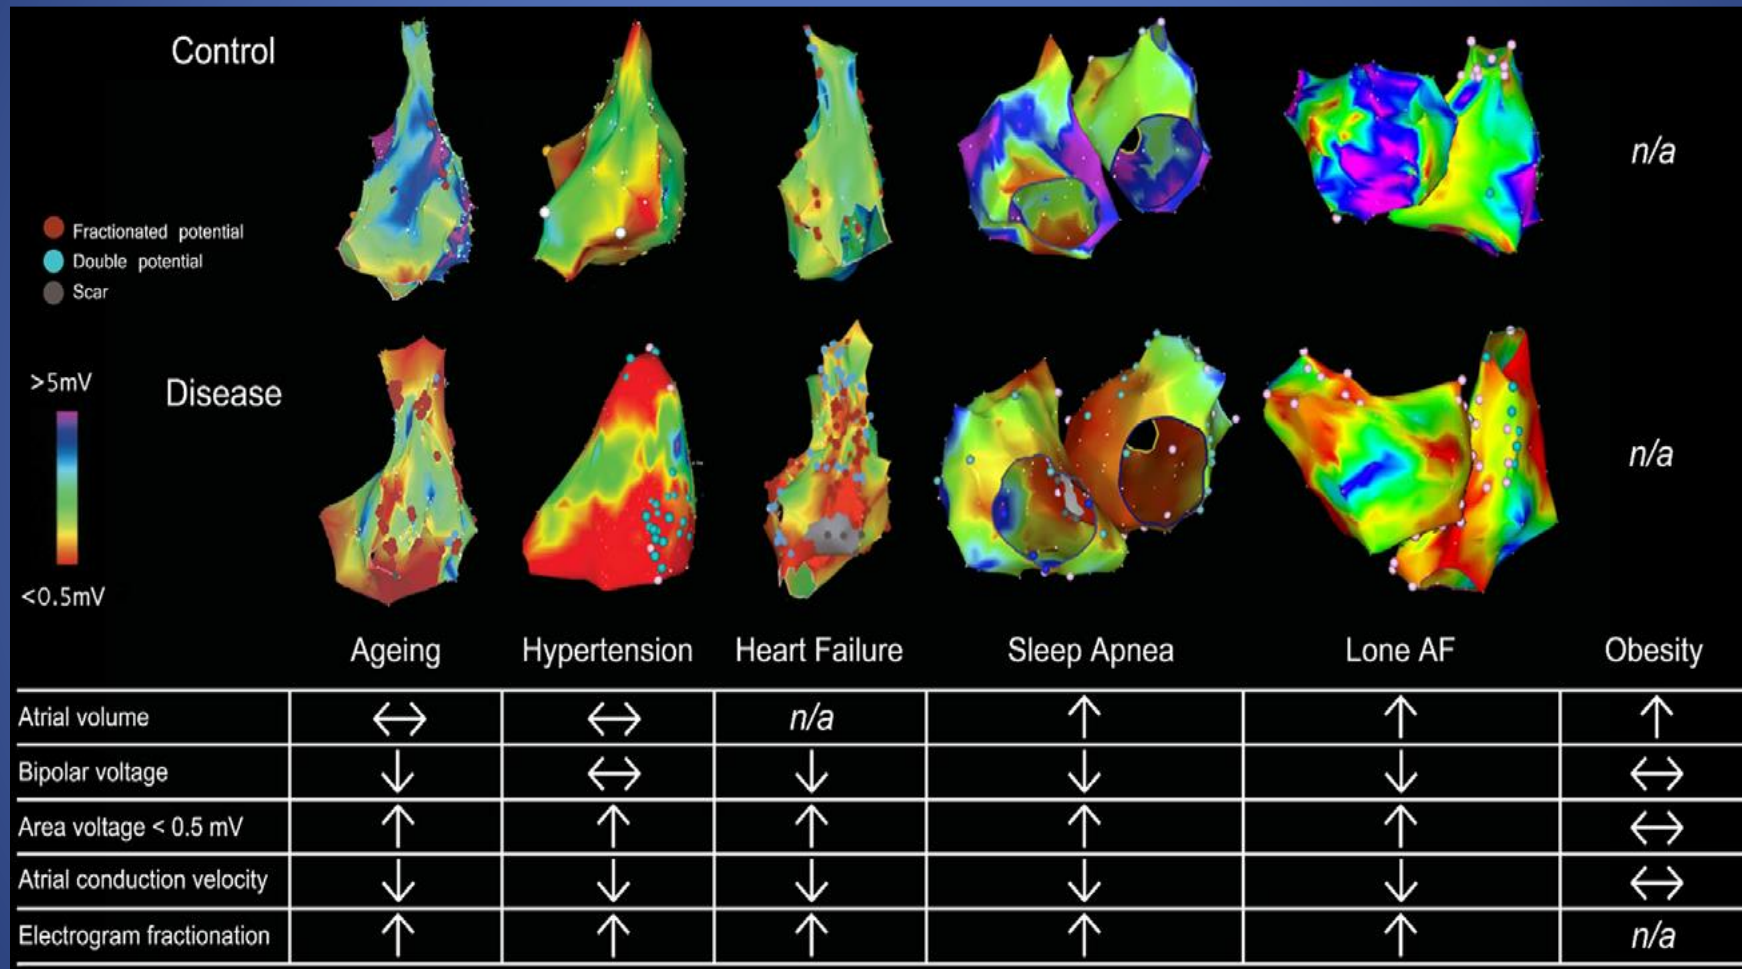 Control
n/a
Fractionated potential
Double potential
Scar
>5mV
Disease
n/a
<0.5mV
Ageing Hypertension Heart Failure Sleep Apnea Lone AF Obesity
Atrial volume ↔ ↔ n/a ↑ ↑ ↑
Bipolar voltage ↓ ↔ ↓ ↓ ↓ ↔
Area voltage < 0.5 mV ↑ ↑ ↑ ↑ ↑ ↔
Atrial conduction velocity ↓ ↓ ↓ ↓ ↓ ↔
Electrogram fractionation ↑ ↑ ↑ ↑ ↑ n/a